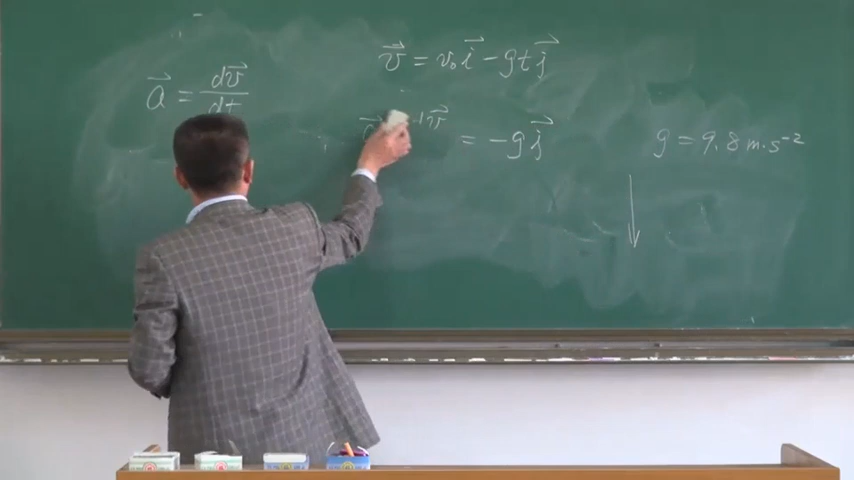 v⃗ = v₀i⃗ - gtj⃗
a⃗ = dv⃗/dt
= -gj⃗
g = 9.8 m·s⁻²